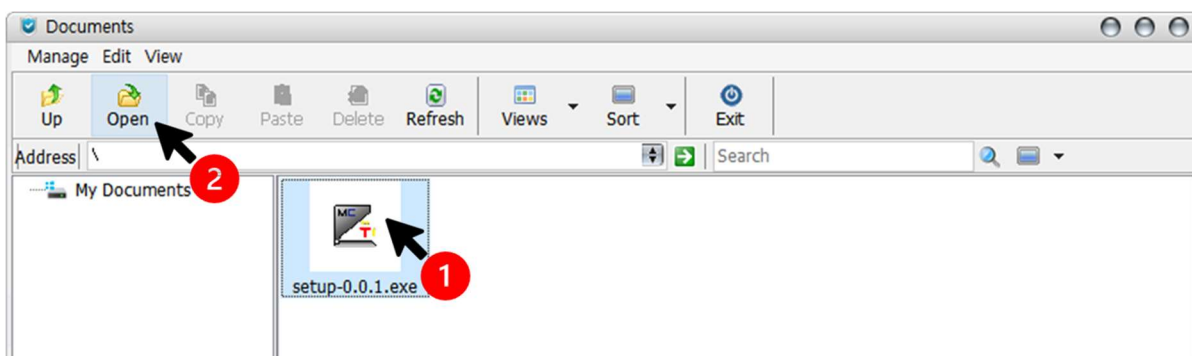 Documents
Manage Edit View
Up Open Copy Paste Delete Refresh Views Sort Exit
Address \ Search
My Documents
2
MC
1
setup-0.0.1.exe